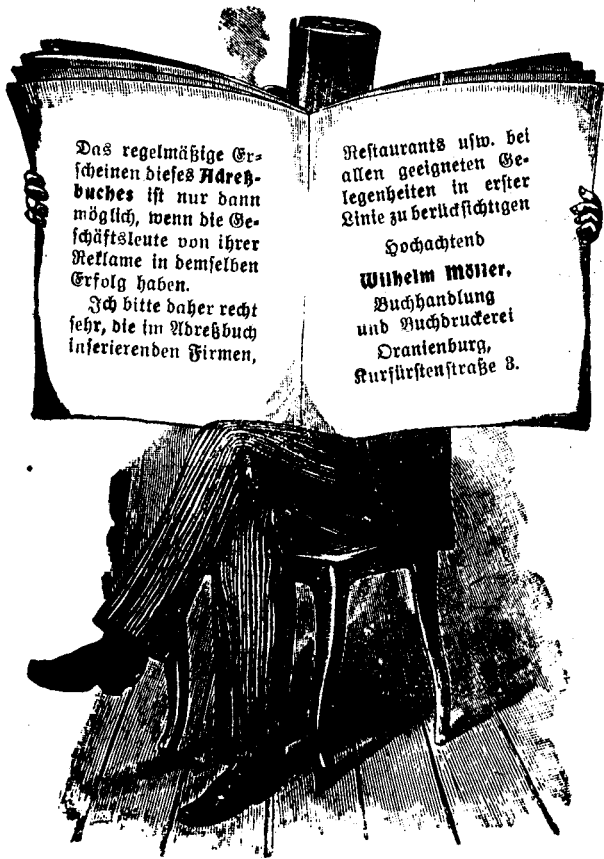 Das regelmäßige Er-
scheinen dieses Adreß-
buches ist nur dann
möglich, wenn die Ge-
schäftsleute von ihrer
Reklame in demselben
Erfolg haben.
Ich bitte daher recht
sehr, die im Adreßbuch
inserierenden Firmen,
Restaurants usw. bei
allen geeigneten Ge-
legenheiten in erster
Linie zu berücksichtigen
Hochachtend
Wilhelm Möller,
Buchhandlung
und Buchdruckerei
Oranienburg,
Kurfürstenstraße 3.